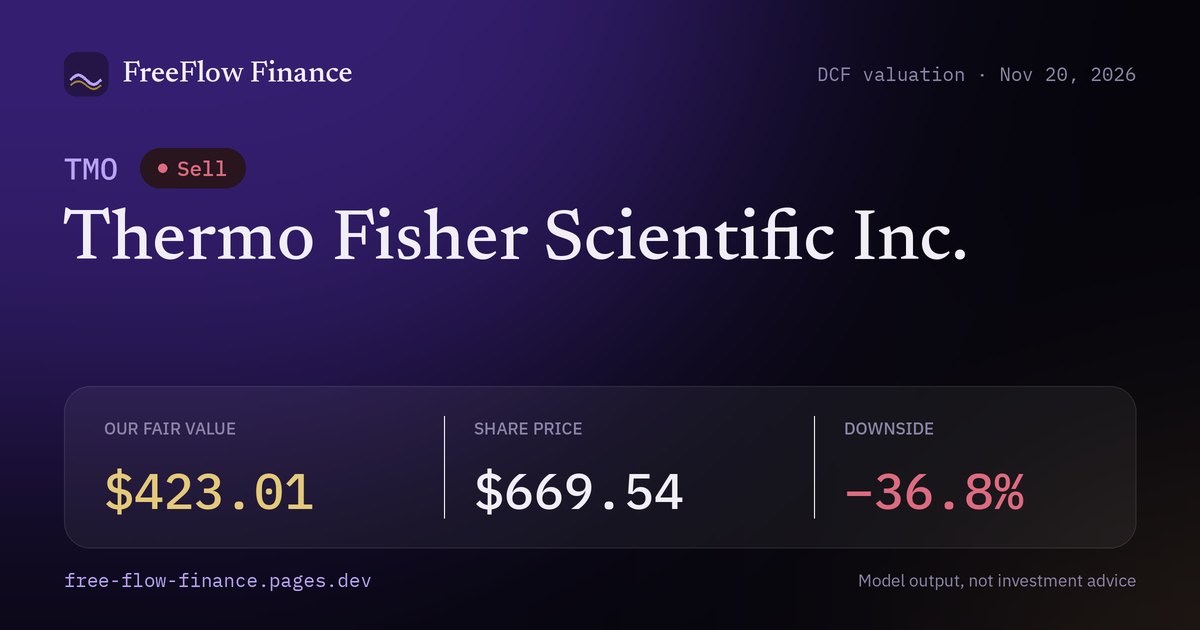 FreeFlow Finance
DCF valuation · Nov 20, 2026
TMO
Sell
Thermo Fisher Scientific Inc.
OUR FAIR VALUE
$423.01
SHARE PRICE
$669.54
DOWNSIDE
−36.8%
free-flow-finance.pages.dev
Model output, not investment advice